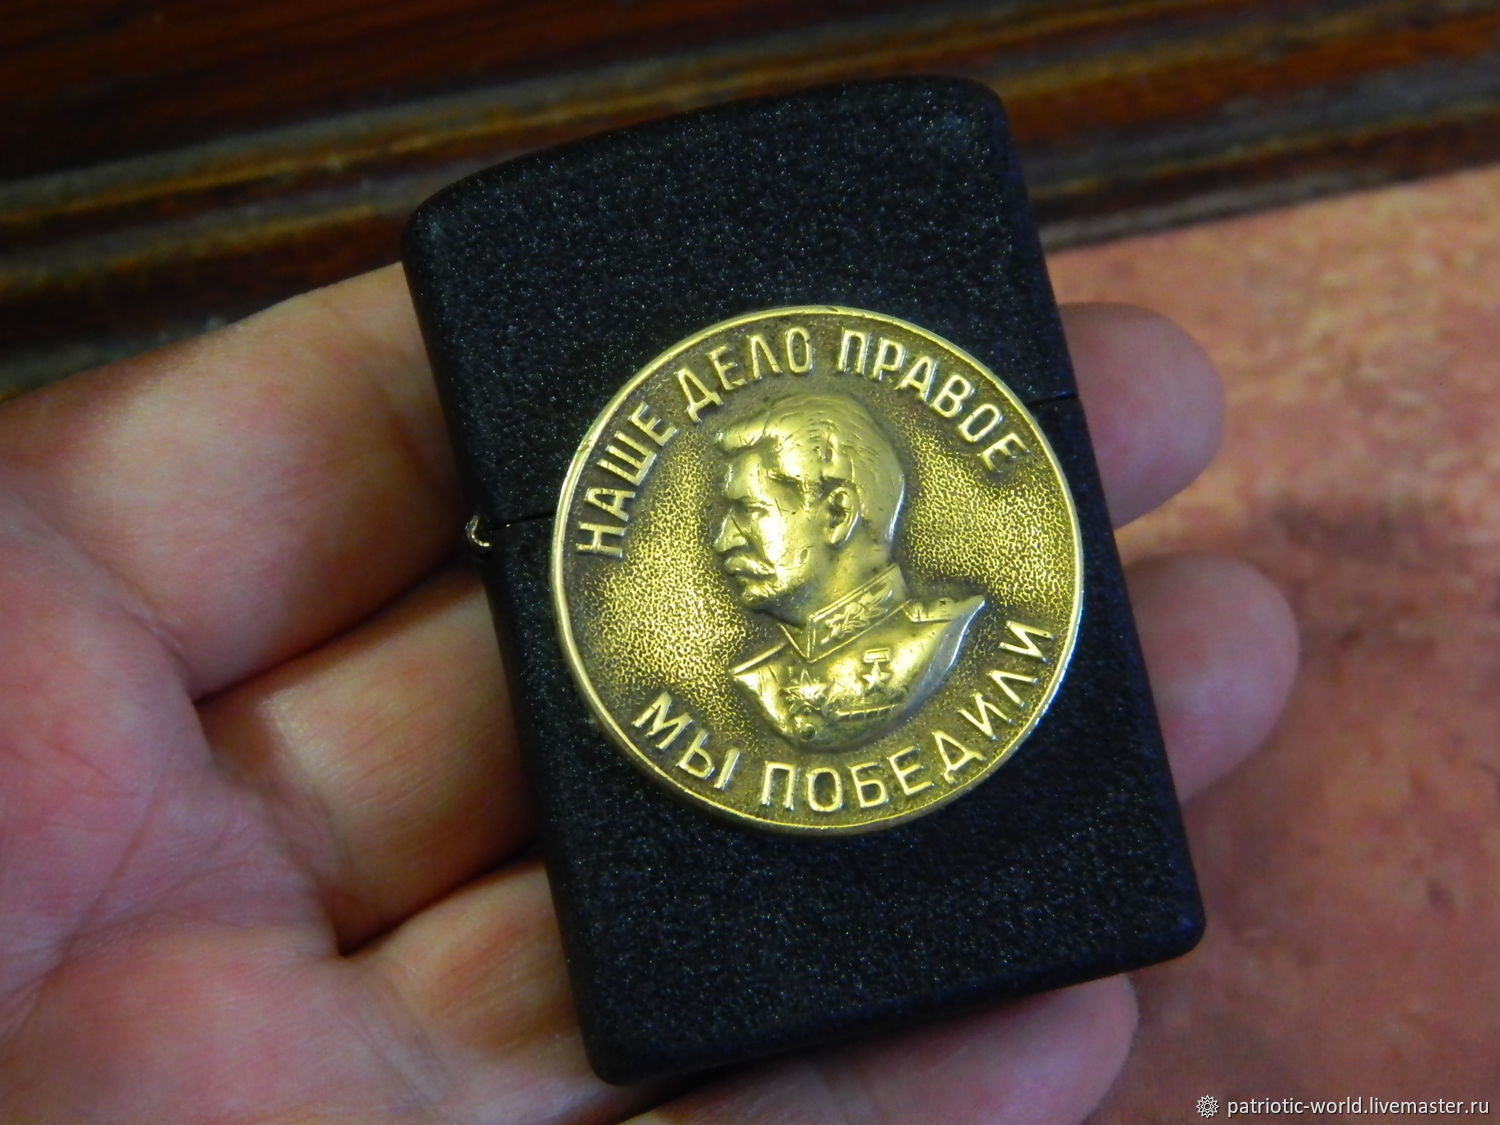 НАШЕ ДЕЛО ПРАВОЕ
МЫ ПОБЕДИЛИ
patriotic-world.livemaster.ru